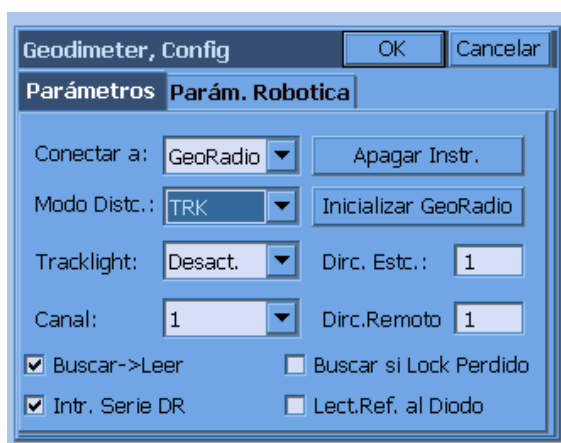 Geodimeter, Config OK Cancelar
Parámetros Parám. Robotica
Conectar a: GeoRadio Apagar Instr.
Modo Distc.: TRK Inicializar GeoRadio
Tracklight: Desact. Dirc. Estc.: 1
Canal: 1 Dirc.Remoto 1
Buscar->Leer Buscar si Lock Perdido
Intr. Serie DR Lect.Ref. al Diodo